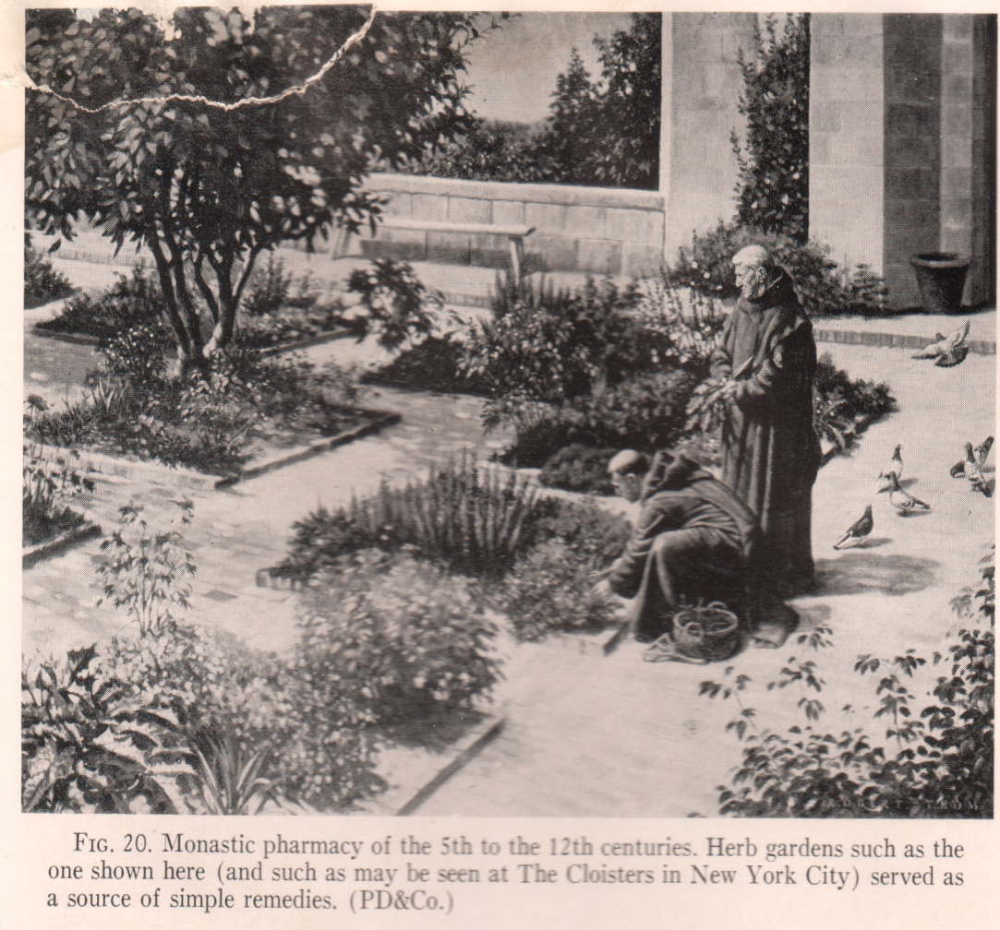 ROBERT THOM
FIG. 20. Monastic pharmacy of the 5th to the 12th centuries. Herb gardens such as the
one shown here (and such as may be seen at The Cloisters in New York City) served as
a source of simple remedies. (PD&Co.)